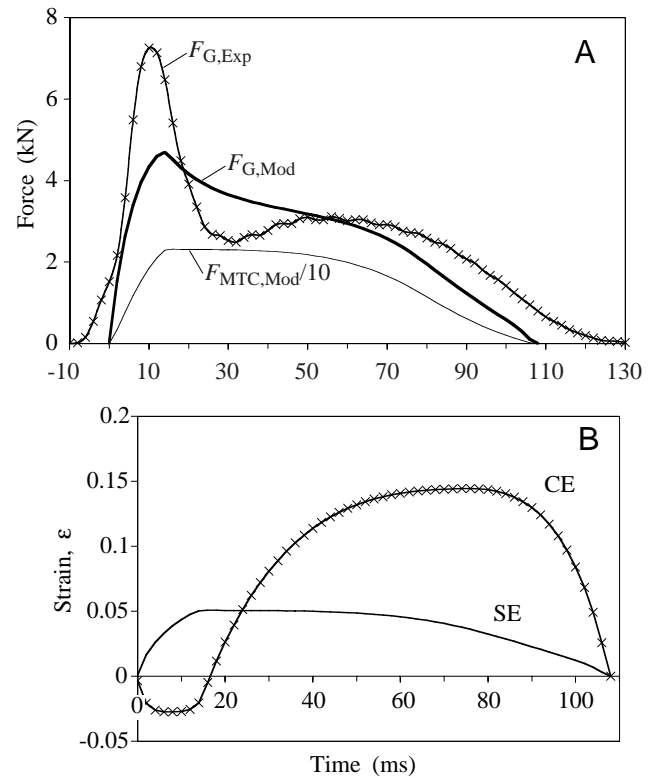 8
A
F_G,Exp
6
F_G,Mod
4
Force (kN)
2
F_MTC,Mod/10
0
-10 10 30 50 70 90 110 130
0.2
B
0.15
CE
0.1
Strain, ε
0.05
SE
0
0 20 40 60 80 100
-0.05
Time (ms)